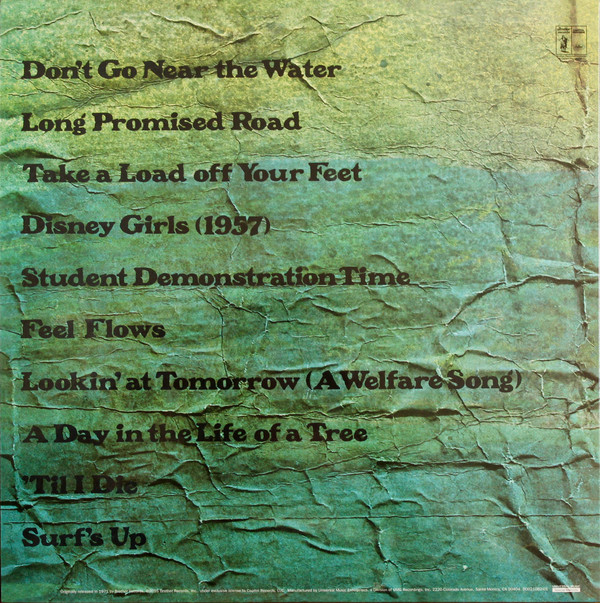 Don't Go Near the Water
Long Promised Road
Take a Load off Your Feet
Disney Girls (1957)
Student Demonstration Time
Feel Flows
Lookin' at Tomorrow (A Welfare Song)
A Day in the Life of a Tree
'Til I Die
Surf's Up